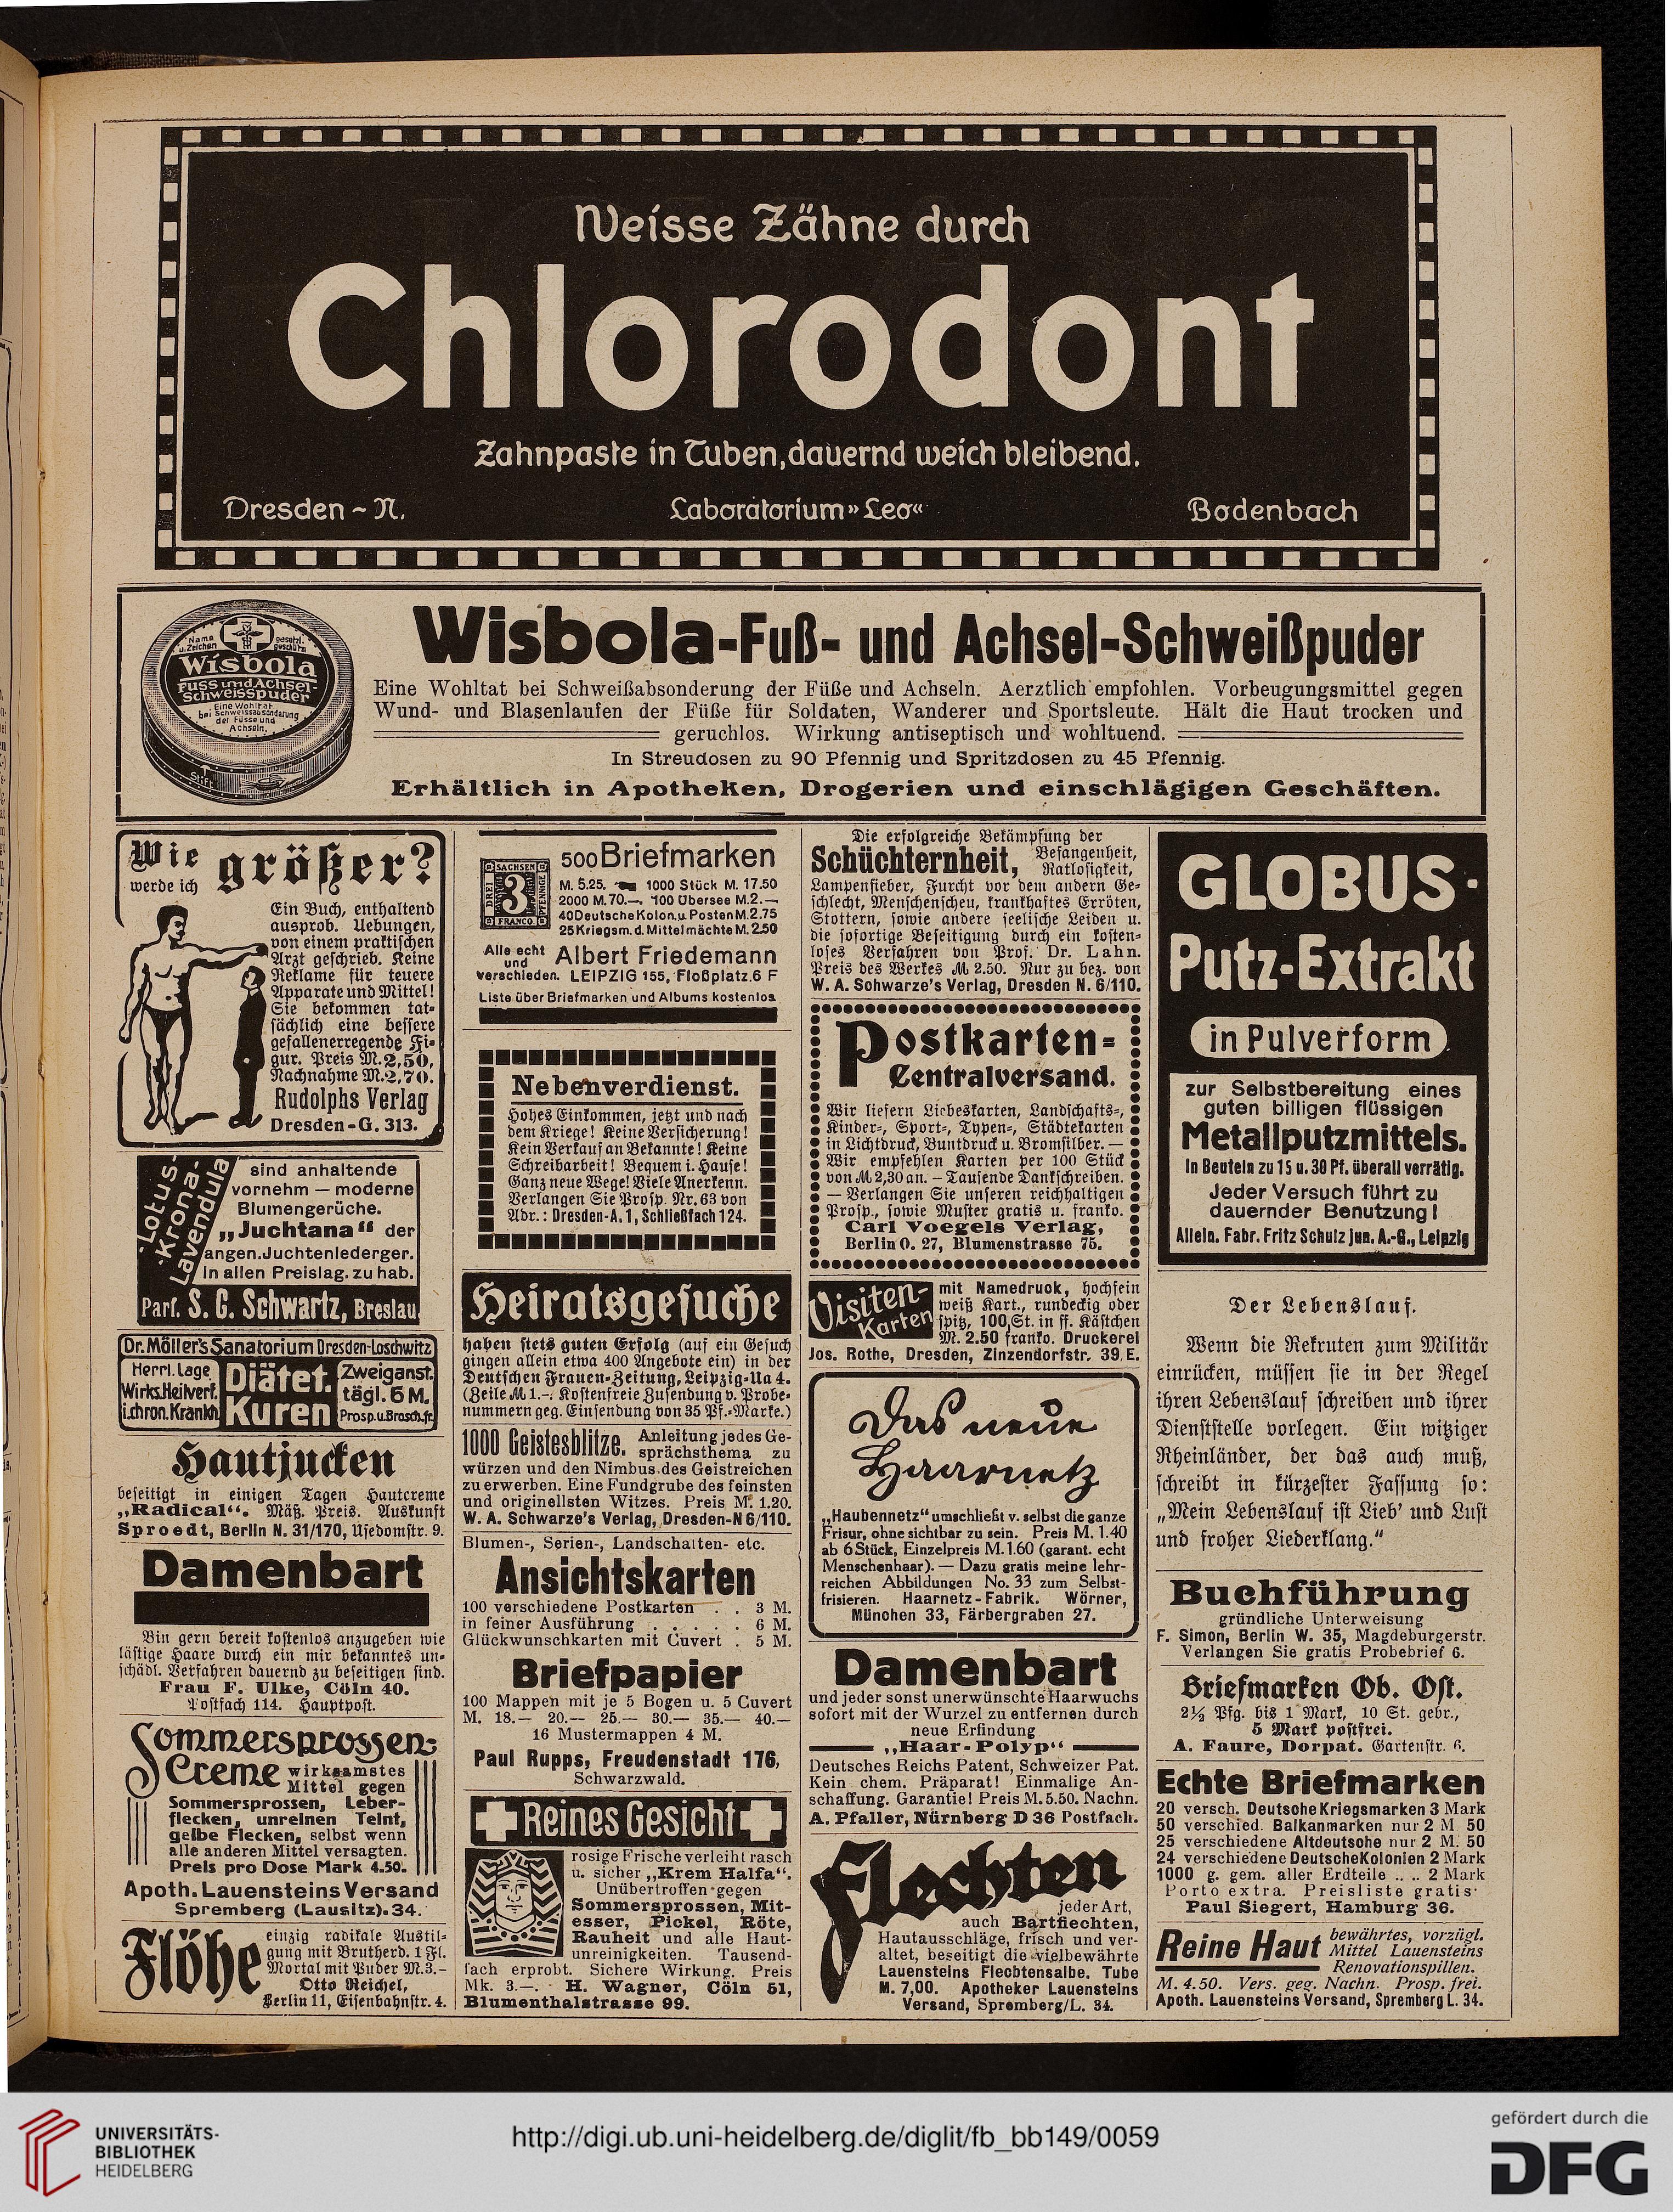 Weisse Zähne durch
Chlorodont
Zahnpaste in Tuben, dauernd weich bleibend.
Dresden ~ N.
Laboratorium »Leo«
Bodenbach
Name
u. Zeichen
gesetzl.
geschützt
Wisbola
Fuss und Achsel-
Schweisspuder
Eine Wohltat
bei Schweissabsonderung
der Füsse und
Achseln.
Stift
Wisbola-Fuß- und Achsel-Schweißpuder
Eine Wohltat bei Schweißabsonderung der Füße und Achseln. Aerztlich empfohlen. Vorbeugungsmittel gegen
Wund- und Blasenlaufen der Füße für Soldaten, Wanderer und Sportsleute. Hält die Haut trocken und
geruchlos. Wirkung antiseptisch und wohltuend.
In Streudosen zu 90 Pfennig und Spritzdosen zu 45 Pfennig.
Erhältlich in Apotheken, Drogerien und einschlägigen Geschäften.
Wie
werde ich
größer?
Ein Buch, enthaltend
ausprob. Uebungen,
von einem praktischen
Arzt geschrieb. Keine
Reklame für teuere
Apparate und Mittel!
Sie bekommen tat-
sächlich eine bessere
gefallenerregende Fi-
gur. Preis M. 2,50,
Nachnahme M. 2,70.
Rudolphs Verlag
Dresden-G. 313.
·Lotus·
·Krona·
Lavendula
sind anhaltende
vornehm — moderne
Blumengerüche.
„Juchtana“ der
angen. Juchtenlederger.
In allen Preislag. zu hab.
Parf. S. C. Schwartz, Breslau
Dr. Möller's Sanatorium Dresden-Loschwitz
Herrl. Lage
Wirks. Heilverf.
i. chron. Krankh.
Diätet.
Kuren
Zweiganst.
tägl. 6 M.
Prosp. u. Brosch. fr.
Hautjucken
beseitigt in einigen Tagen Hautcreme
„Radical“. Mäß. Preis. Auskunft
Sproedt, Berlin N. 31/170, Usedomstr. 9.
Damenbart
Bin gern bereit kostenlos anzugeben wie
lästige Haare durch ein mir bekanntes un-
schädl. Verfahren dauernd zu beseitigen sind.
Frau F. Ulke, Cöln 40.
Postfach 114. Hauptpost.
Sommersprossen-
Creme
wirksamstes
Mittel gegen
Sommersprossen, Leber-
flecken, unreinen Teint,
gelbe Flecken, selbst wenn
alle anderen Mittel versagten.
Preis pro Dose Mark 4.50.
Apoth. Lauensteins Versand
Spremberg (Lausitz). 34.
Flöhe
einzig radikale Austil-
gung mit Brutherd. 1 Fl.
Mortal mit Puder M. 3.–
Otto Reichel,
Berlin 11, Eisenbahnstr. 4.
SACHSEN
DREI
3
PFENNIGE
FRANCO
500 Briefmarken
M. 5.25. 1000 Stück M. 17.50
2000 M. 70.—. 100 Übersee M. 2.—
40 Deutsche Kolon. u. Posten M. 2.75
25 Kriegsm. d. Mittelmächte M. 2.50
Alle echt
und
verschieden.
Albert Friedemann
LEIPZIG 155, Floßplatz. 6 F
Liste über Briefmarken und Albums kostenlos
Nebenverdienst.
Hohes Einkommen, jetzt und nach
dem Kriege! Keine Versicherung!
Kein Verkauf an Bekannte! Keine
Schreibarbeit! Bequem i. Hause!
Ganz neue Wege! Viele Anerkenn.
Verlangen Sie Prosp. Nr. 63 von
Adr.: Dresden-A. 1, Schließfach 124.
Heiratsgesuche
haben stets guten Erfolg (auf ein Gesuch
gingen allein etwa 400 Angebote ein) in der
Deutschen Frauen-Zeitung, Leipzig-Ua 4.
(Zeile M 1.–. Kostenfreie Zusendung v. Probe-
nummern geg. Einsendung von 35 Pf.-Marke.)
1000 Geistesblitze.
Anleitung jedes Ge-
sprächsthema zu
würzen und den Nimbus des Geistreichen
zu erwerben. Eine Fundgrube des feinsten
und originellsten Witzes. Preis M. 1.20.
W. A. Schwarze's Verlag, Dresden-N 6/110.
Blumen-, Serien-, Landschaften- etc.
Ansichtskarten
100 verschiedene Postkarten . . 3 M.
in feiner Ausführung . . . . . 6 M.
Glückwunschkarten mit Cuvert . 5 M.
Briefpapier
100 Mappen mit je 5 Bogen u. 5 Cuvert
M. 18.— 20.— 25.— 30.— 35.— 40.—
16 Mustermappen 4 M.
Paul Rupps, Freudenstadt 176,
Schwarzwald.
Reines Gesicht
rosige Frische verleiht rasch
u. sicher „Krem Halfa“.
Unübertroffen gegen
Sommersprossen, Mit-
esser, Pickel, Röte,
Rauheit und alle Haut-
unreinigkeiten. Tausend-
fach erprobt. Sichere Wirkung. Preis
Mk. 3.—. H. Wagner, Cöln 51,
Blumenthalstrasse 99.
Die erfolgreiche Bekämpfung der
Schüchternheit,
Befangenheit,
Ratlosigkeit,
Lampenfieber, Furcht vor dem andern Ge-
schlecht, Menschenscheu, krankhaftes Erröten,
Stottern, sowie andere seelische Leiden u.
die sofortige Beseitigung durch ein kosten-
loses Verfahren von Prof. Dr. Lahn.
Preis des Werkes M 2.50. Nur zu bez. von
W. A. Schwarze's Verlag, Dresden N. 6/110.
Postkarten-
Centralversand.
Wir liefern Liebeskarten, Landschafts-,
Kinder-, Sport-, Typen-, Städtekarten
in Lichtdruck, Buntdruck u. Bromsilber. —
Wir empfehlen Karten per 100 Stück
von M 2,30 an. – Tausende Dankschreiben.
— Verlangen Sie unseren reichhaltigen
Prosp., sowie Muster gratis u. franko.
Carl Voegels Verlag,
Berlin O. 27, Blumenstrasse 75.
Visiten-
Karten
mit Namedruck, hochfein
weiß Kart., rundeckig oder
spitz, 100 St. in ff. Kästchen
M. 2.50 franko. Druckerei
Jos. Rothe, Dresden, Zinzendorfstr. 39, E.
Das neue
Haarnetz
„Haubennetz“ umschließt v. selbst die ganze
Frisur, ohne sichtbar zu sein. Preis M. 1.40
ab 6 Stück, Einzelpreis M. 1.60 (garant. echt
Menschenhaar). — Dazu gratis meine lehr-
reichen Abbildungen No. 33 zum Selbst-
frisieren. Haarnetz-Fabrik. Wörner,
München 33, Färbergraben 27.
Damenbart
und jeder sonst unerwünschte Haarwuchs
sofort mit der Wurzel zu entfernen durch
neue Erfindung
„Haar-Polyp“
Deutsches Reichs Patent, Schweizer Pat.
Kein chem. Präparat! Einmalige An-
schaffung. Garantie! Preis M. 5.50. Nachn.
A. Pfaller, Nürnberg D 36 Postfach.
Flechten
jeder Art,
auch Bartflechten,
Hautausschläge, frisch und ver-
altet, beseitigt die vielbewährte
Lauensteins Flechtensalbe. Tube
M. 7,00. Apotheker Lauensteins
Versand, Spremberg/L. 34.
GLOBUS-
Putz-Extrakt
in Pulverform
zur Selbstbereitung eines
guten billigen flüssigen
Metallputzmittels.
In Beuteln zu 15 u. 30 Pf. überall verrätig.
Jeder Versuch führt zu
dauernder Benutzung!
Allein. Fabr. Fritz Schulz jun. A.-G., Leipzig
Der Lebenslauf.
Wenn die Rekruten zum Militär
einrücken, müssen sie in der Regel
ihren Lebenslauf schreiben und ihrer
Dienststelle vorlegen. Ein witziger
Rheinländer, der das auch muß,
schreibt in kürzester Fassung so:
„Mein Lebenslauf ist Lieb' und Lust
und froher Liederklang.“
Buchführung
gründliche Unterweisung
F. Simon, Berlin W. 35, Magdeburgerstr.
Verlangen Sie gratis Probebrief 6.
Briefmarken Ob. Ost.
2½ Pfg. bis 1 Mark, 10 St. gebr.,
5 Mark postfrei.
A. Faure, Dorpat. Gartenstr. 6.
Echte Briefmarken
20 versch. Deutsche Kriegsmarken 3 Mark
50 verschied. Balkanmarken nur 2 M 50
25 verschiedene Altdeutsche nur 2 M. 50
24 verschiedene Deutsche Kolonien 2 Mark
1000 g. gem. aller Erdteile .. .. 2 Mark
Porto extra. Preisliste gratis
Paul Siegert, Hamburg 36.
Reine Haut
bewährtes, vorzügl.
Mittel Lauensteins
Renovationspillen.
M. 4.50. Vers. geg. Nachn. Prosp. frei.
Apoth. Lauensteins Versand, Spremberg L. 34.
UNIVERSITÄTS-
BIBLIOTHEK
HEIDELBERG
http://digi.ub.uni-heidelberg.de/diglit/fb_bb149/0059
gefördert durch die
DFG